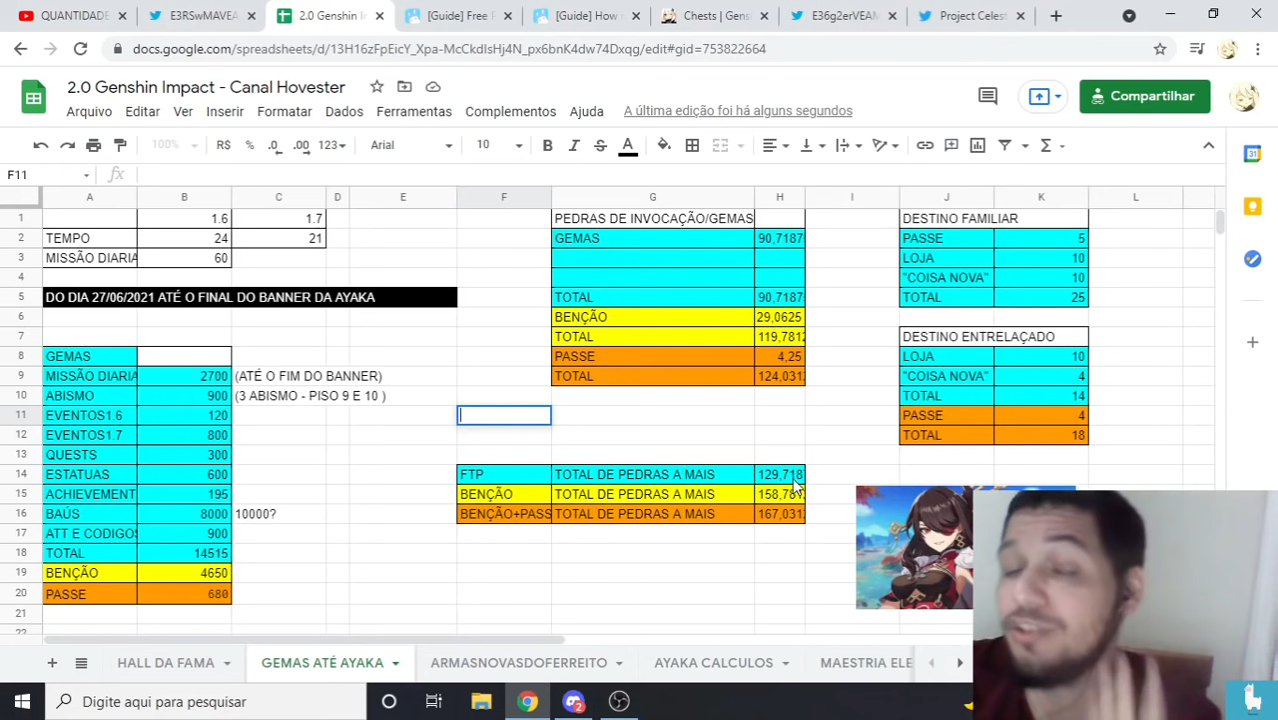 QUANTIDADE
E3RSwMAVEA
2.0 Genshin I
[Guide] Free P
[Guide] How
Chests | Gens
E36g2erVEAM
Project Celest
docs.google.com/spreadsheets/d/13H16zFpEicY_Xpa-McCkdIsHj4N_px6bnK4dw74Dxqg/edit#gid=753822664
2.0 Genshin Impact - Canal Hovester
Compartilhar
Arquivo Editar Ver Inserir Formatar Dados Ferramentas Complementos Ajuda A última edição foi há alguns segundos
100% R$ % .0 .00 123 Arial 10 B I S A
F11 fx
A B C D E F G H I J K L
1 1.6 1.7 PEDRAS DE INVOCAÇÃO/GEMAS DESTINO FAMILIAR
2 TEMPO 24 21 GEMAS 90,7187 PASSE 5
3 MISSÃO DIARIA 60 LOJA 10
4 "COISA NOVA" 10
5 DO DIA 27/06/2021 ATÉ O FINAL DO BANNER DA AYAKA TOTAL 90,7187 TOTAL 25
6 BENÇÃO 29,0625
7 TOTAL 119,7812 DESTINO ENTRELAÇADO
8 GEMAS PASSE 4,25 LOJA 10
9 MISSÃO DIARIA 2700 (ATÉ O FIM DO BANNER) TOTAL 124,0312 "COISA NOVA" 4
10 ABISMO 900 (3 ABISMO - PISO 9 E 10 ) TOTAL 14
11 EVENTOS1.6 120 PASSE 4
12 EVENTOS1.7 800 TOTAL 18
13 QUESTS 300
14 ESTATUAS 600 FTP TOTAL DE PEDRAS A MAIS 129,7187
15 ACHIEVEMENT 195 BENÇÃO TOTAL DE PEDRAS A MAIS
16 BAÚS 8000 10000? BENÇÃO+PASS TOTAL DE PEDRAS A MAIS 167,0312
17 ATT E CODIGOS 900
18 TOTAL 14515
19 BENÇÃO 4650
20 PASSE 680
21
22
HALL DA FAMA GEMAS ATÉ AYAKA ARMASNOVASDOFERREITO AYAKA CALCULOS MAESTRIA ELE
Digite aqui para pesquisar